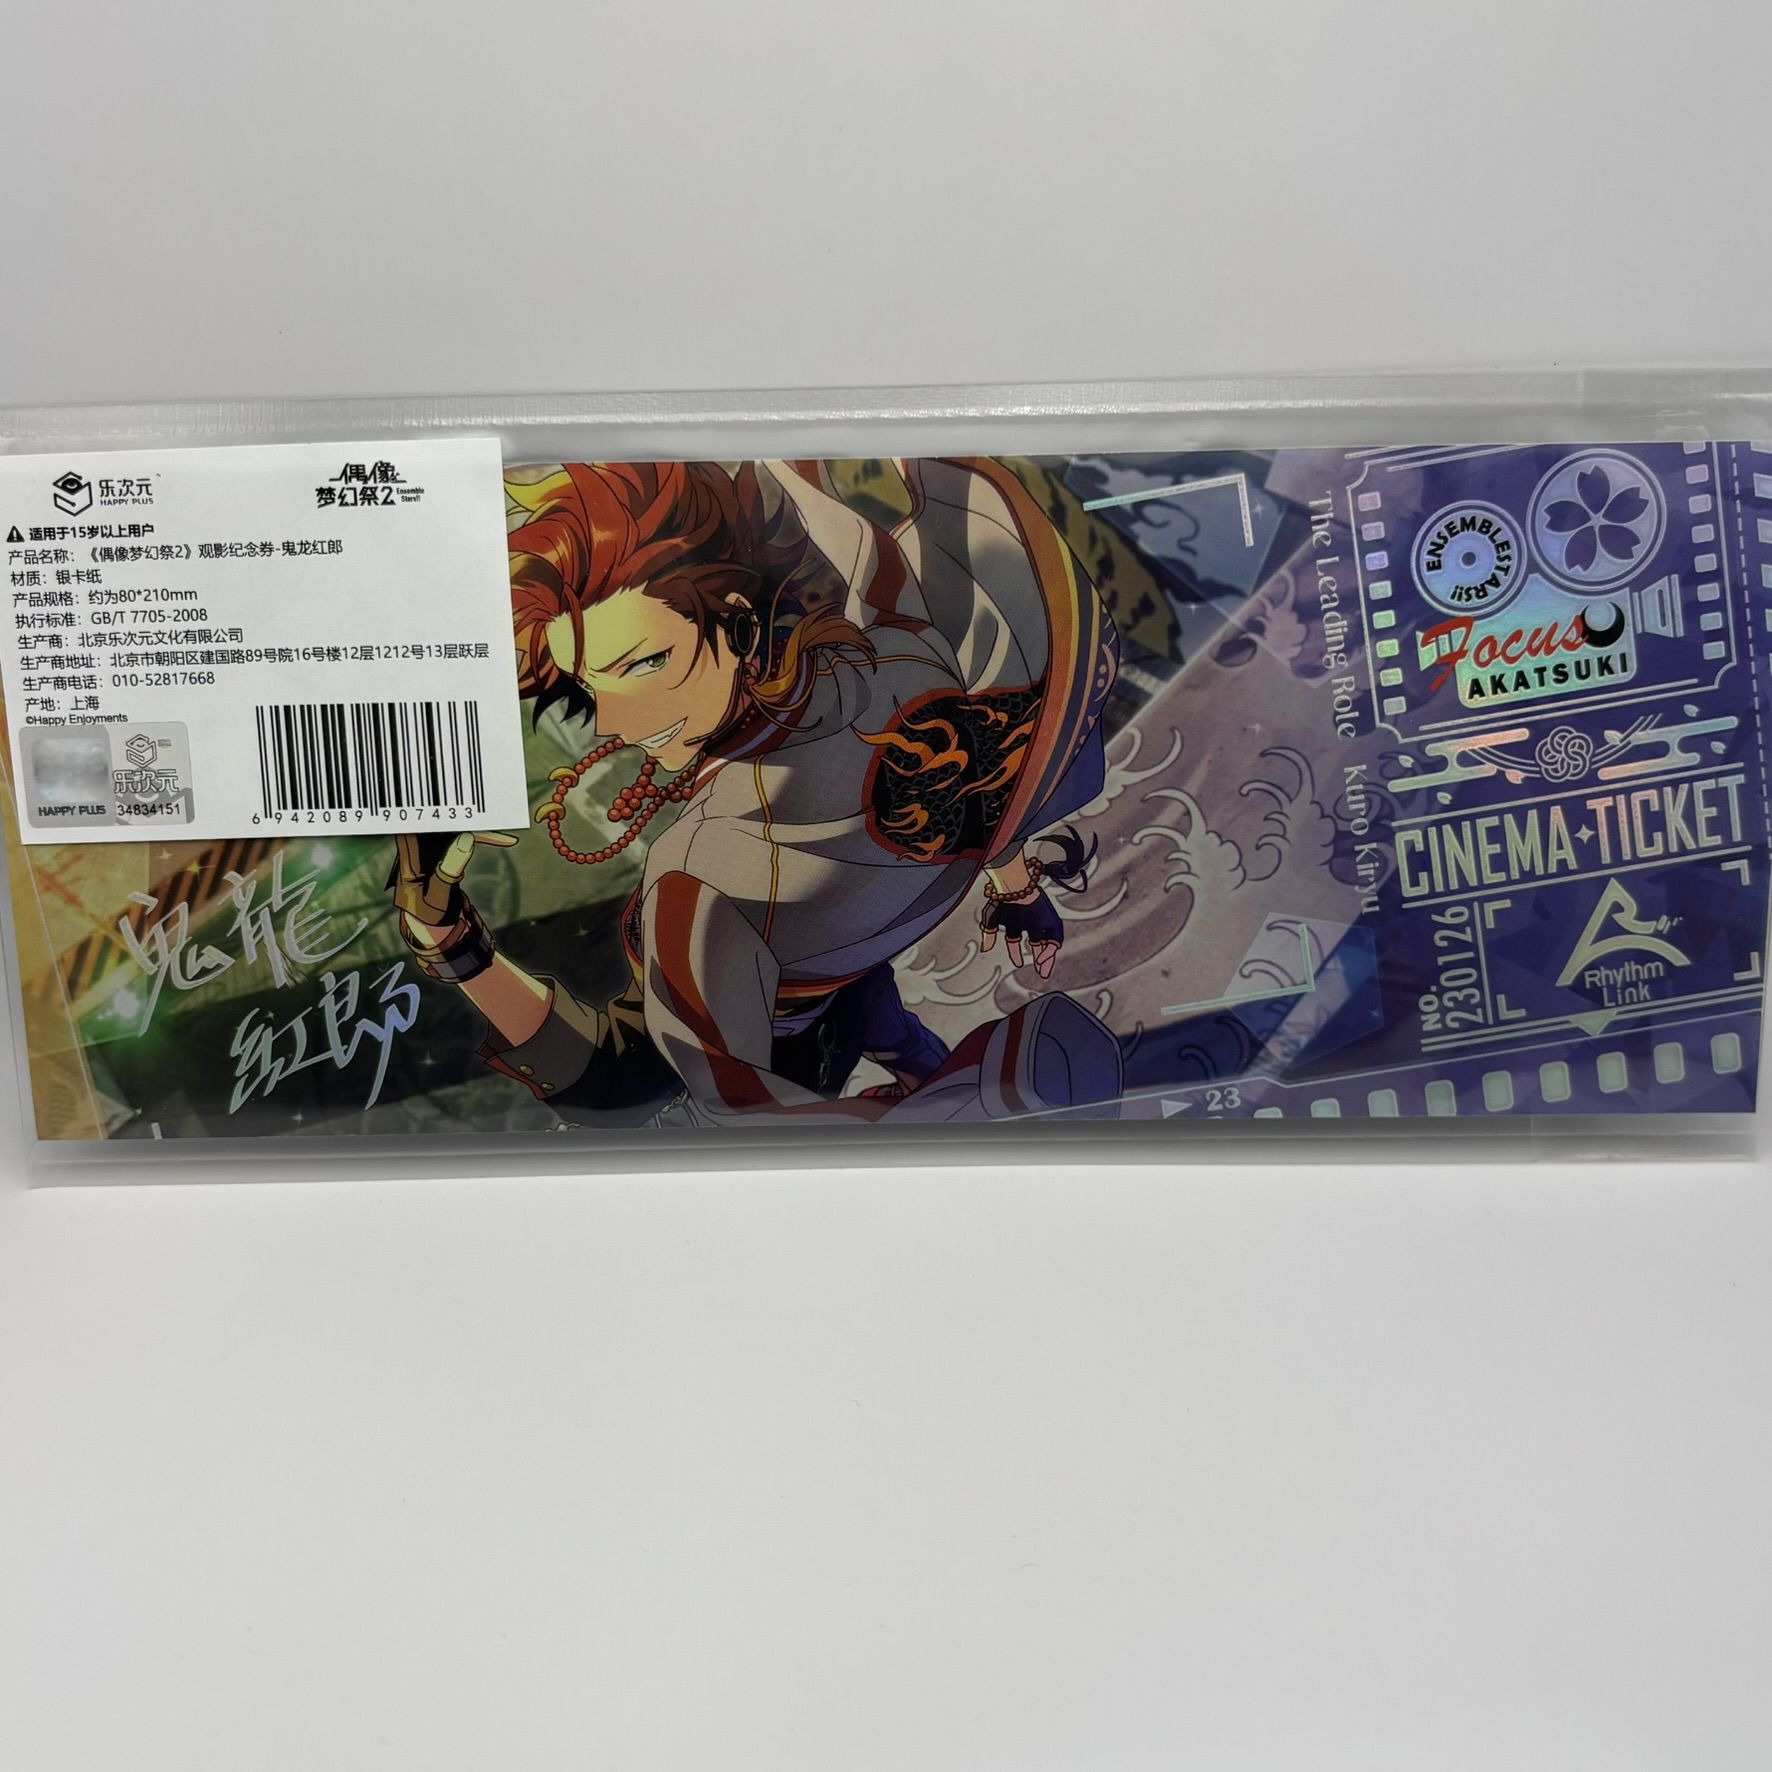 乐次元
HAPPY PLUS
偶像
梦幻祭2 Ensemble Stars!!
适用于15岁以上用户
产品名称：《偶像梦幻祭2》观影纪念券-鬼龙红郎
材质：银卡纸
产品规格：约为80*210mm
执行标准：GB/T 7705-2008
生产商：北京乐次元文化有限公司
生产商地址：北京市朝阳区建国路89号院16号楼12层1212号13层跃层
生产商电话：010-52817668
产地：上海
©Happy Enjoyments
乐次元
HAPPY PLUS
34834151
6 942089 907433
鬼龍
紅郎
The Leading Role Kuro Kiryu
ENSEMBLESTARS!!
Focus
AKATSUKI
CINEMA TICKET
NO.
230126
Rhythm
Link
23